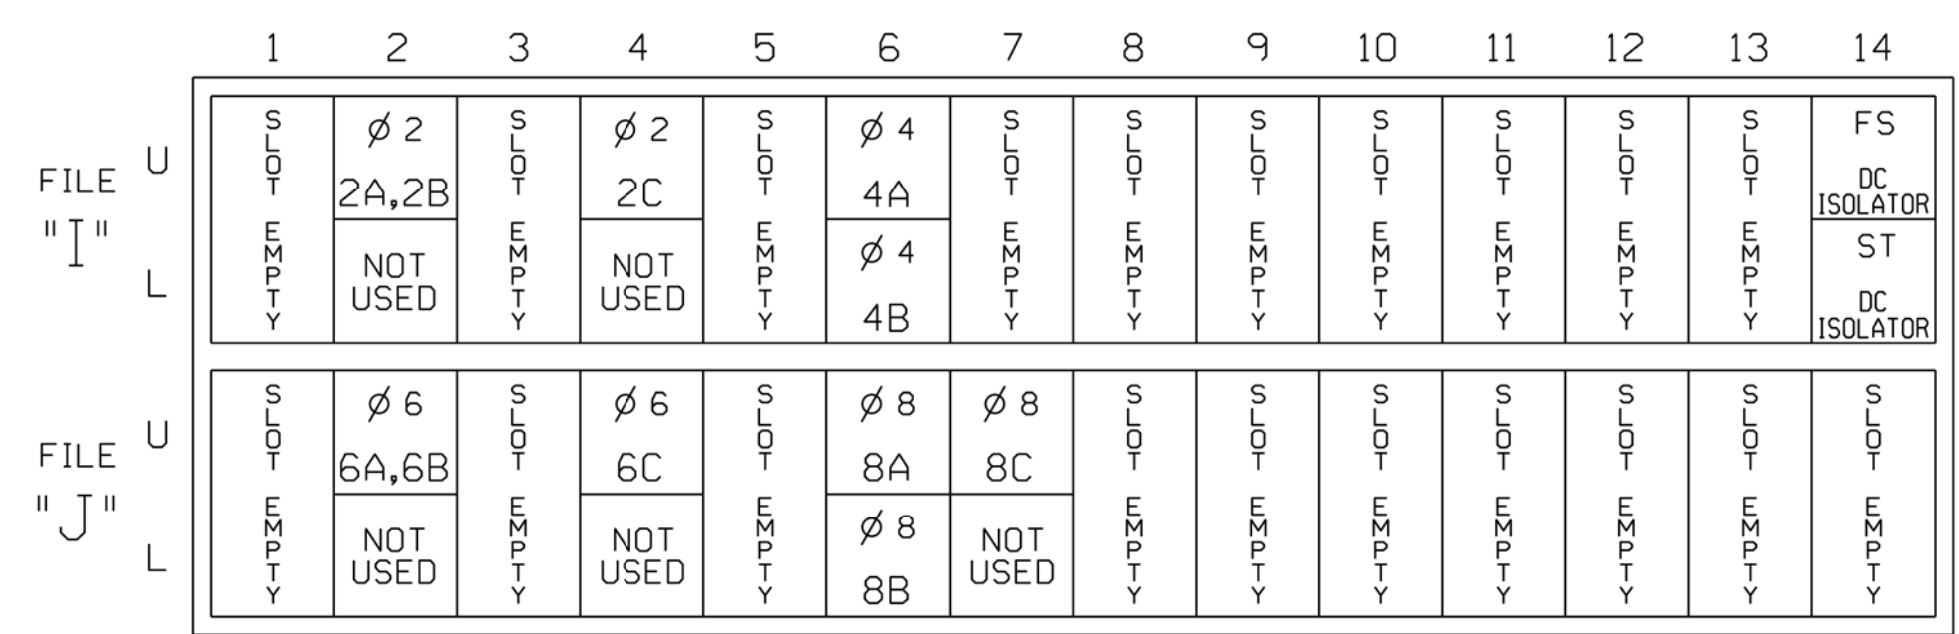 1 2 3 4 5 6 7 8 9 10 11 12 13 14
FILE "I"
U
SLOT EMPTY
Ø 2
2A,2B
SLOT EMPTY
Ø 2
2C
SLOT EMPTY
Ø 4
4A
SLOT EMPTY
SLOT EMPTY
SLOT EMPTY
SLOT EMPTY
SLOT EMPTY
SLOT EMPTY
SLOT EMPTY
FS
DC
ISOLATOR
L
NOT
USED
NOT
USED
Ø 4
4B
ST
DC
ISOLATOR
FILE "J"
U
SLOT EMPTY
Ø 6
6A,6B
SLOT EMPTY
Ø 6
6C
SLOT EMPTY
Ø 8
8A
Ø 8
8C
SLOT EMPTY
SLOT EMPTY
SLOT EMPTY
SLOT EMPTY
SLOT EMPTY
SLOT EMPTY
SLOT EMPTY
L
NOT
USED
NOT
USED
Ø 8
8B
NOT
USED